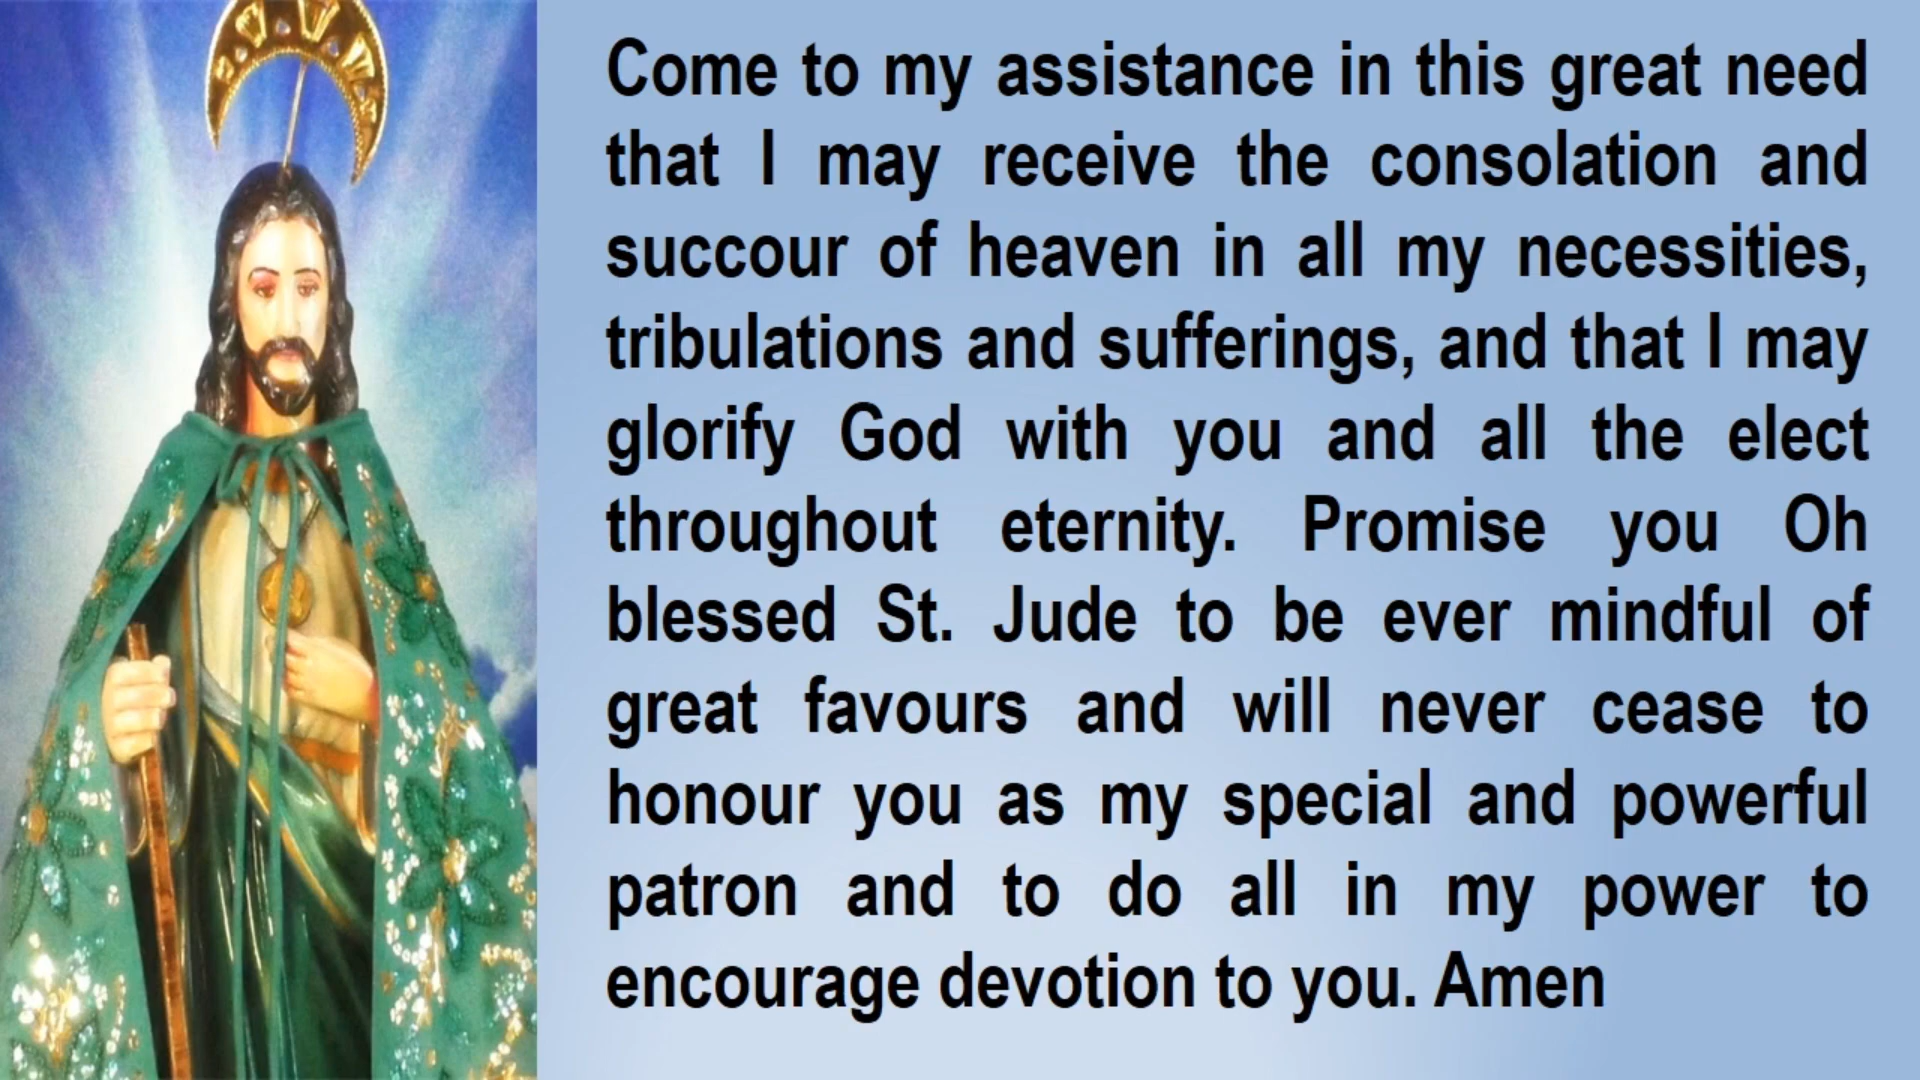 Come to my assistance in this great need
that I may receive the consolation and
succour of heaven in all my necessities,
tribulations and sufferings, and that I may
glorify God with you and all the elect
throughout eternity. Promise you Oh
blessed St. Jude to be ever mindful of
great favours and will never cease to
honour you as my special and powerful
patron and to do all in my power to
encourage devotion to you. Amen